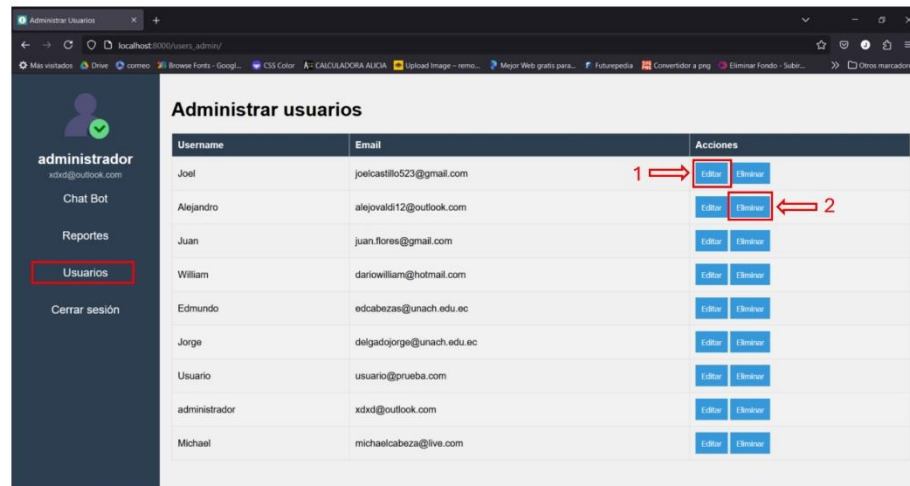 Administrar Usuarios
localhost:8000/users_admin/
Más visitados Drive correo Browse Fonts - Googl... CSS Color CALCULADORA ALICIA Upload Image – remo... Mejor Web gratis para... Futurepedia Convertidor a png Eliminar Fondo - Subir... Otros marcadores
administrador
xdxd@outlook.com
Chat Bot
Reportes
Usuarios
Cerrar sesión
Administrar usuarios
Username Email Acciones
Joel joelcastillo523@gmail.com 1 Editar Eliminar
Alejandro alejovaldi12@outlook.com Editar Eliminar 2
Juan juan.flores@gmail.com Editar Eliminar
William dariowilliam@hotmail.com Editar Eliminar
Edmundo edcabezas@unach.edu.ec Editar Eliminar
Jorge delgadojorge@unach.edu.ec Editar Eliminar
Usuario usuario@prueba.com Editar Eliminar
administrador xdxd@outlook.com Editar Eliminar
Michael michaelcabeza@live.com Editar Eliminar